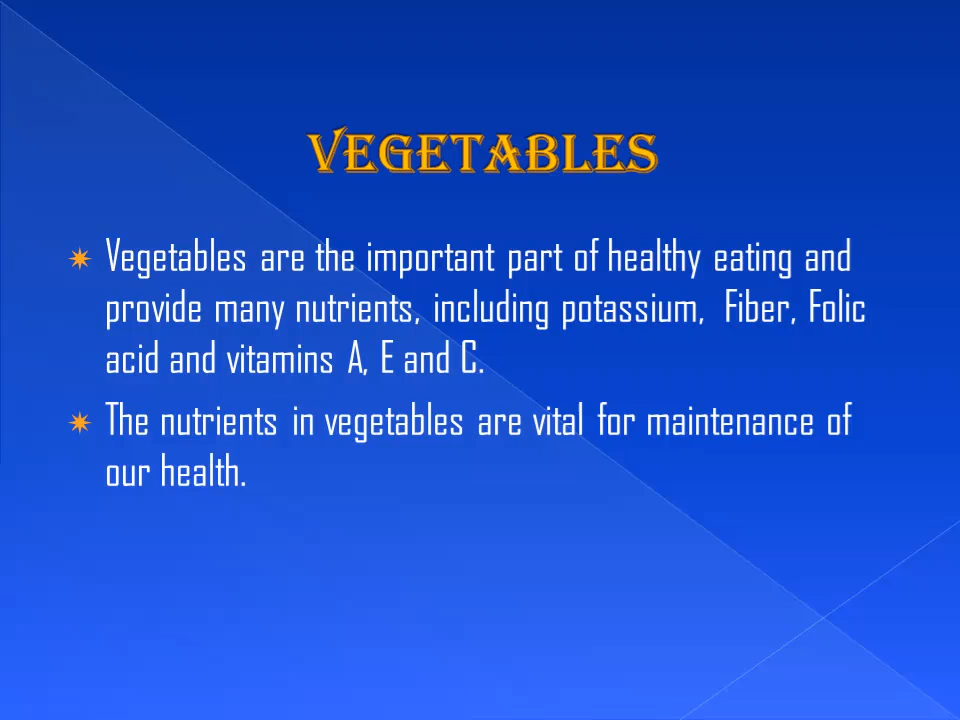 VEGETABLES
Vegetables are the important part of healthy eating and
provide many nutrients, including potassium, Fiber, Folic
acid and vitamins A, E and C.
The nutrients in vegetables are vital for maintenance of
our health.